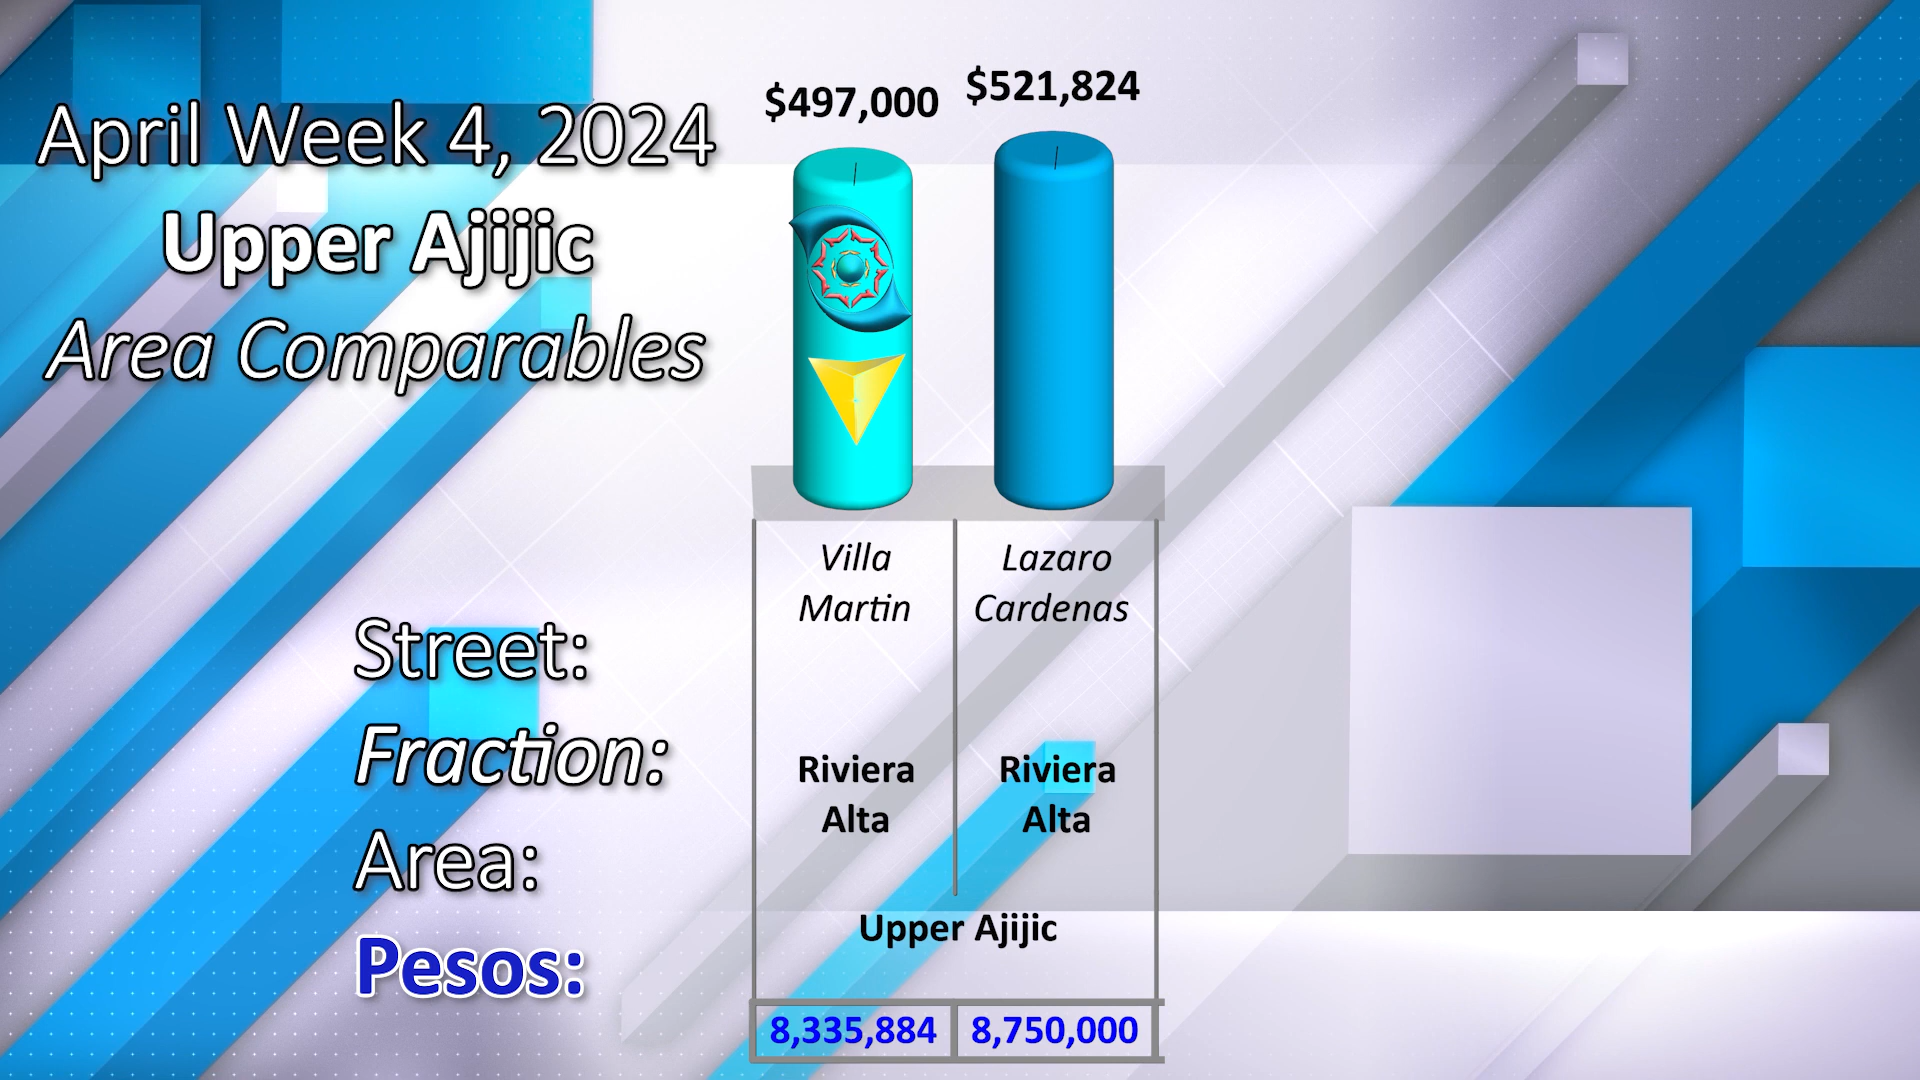 April Week 4, 2024
Upper Ajijic
Area Comparables
$497,000
$521,824
Villa
Martin
Lazaro
Cardenas
Street:
Fraction:
Riviera
Alta
Riviera
Alta
Area:
Upper Ajijic
Pesos:
8,335,884
8,750,000